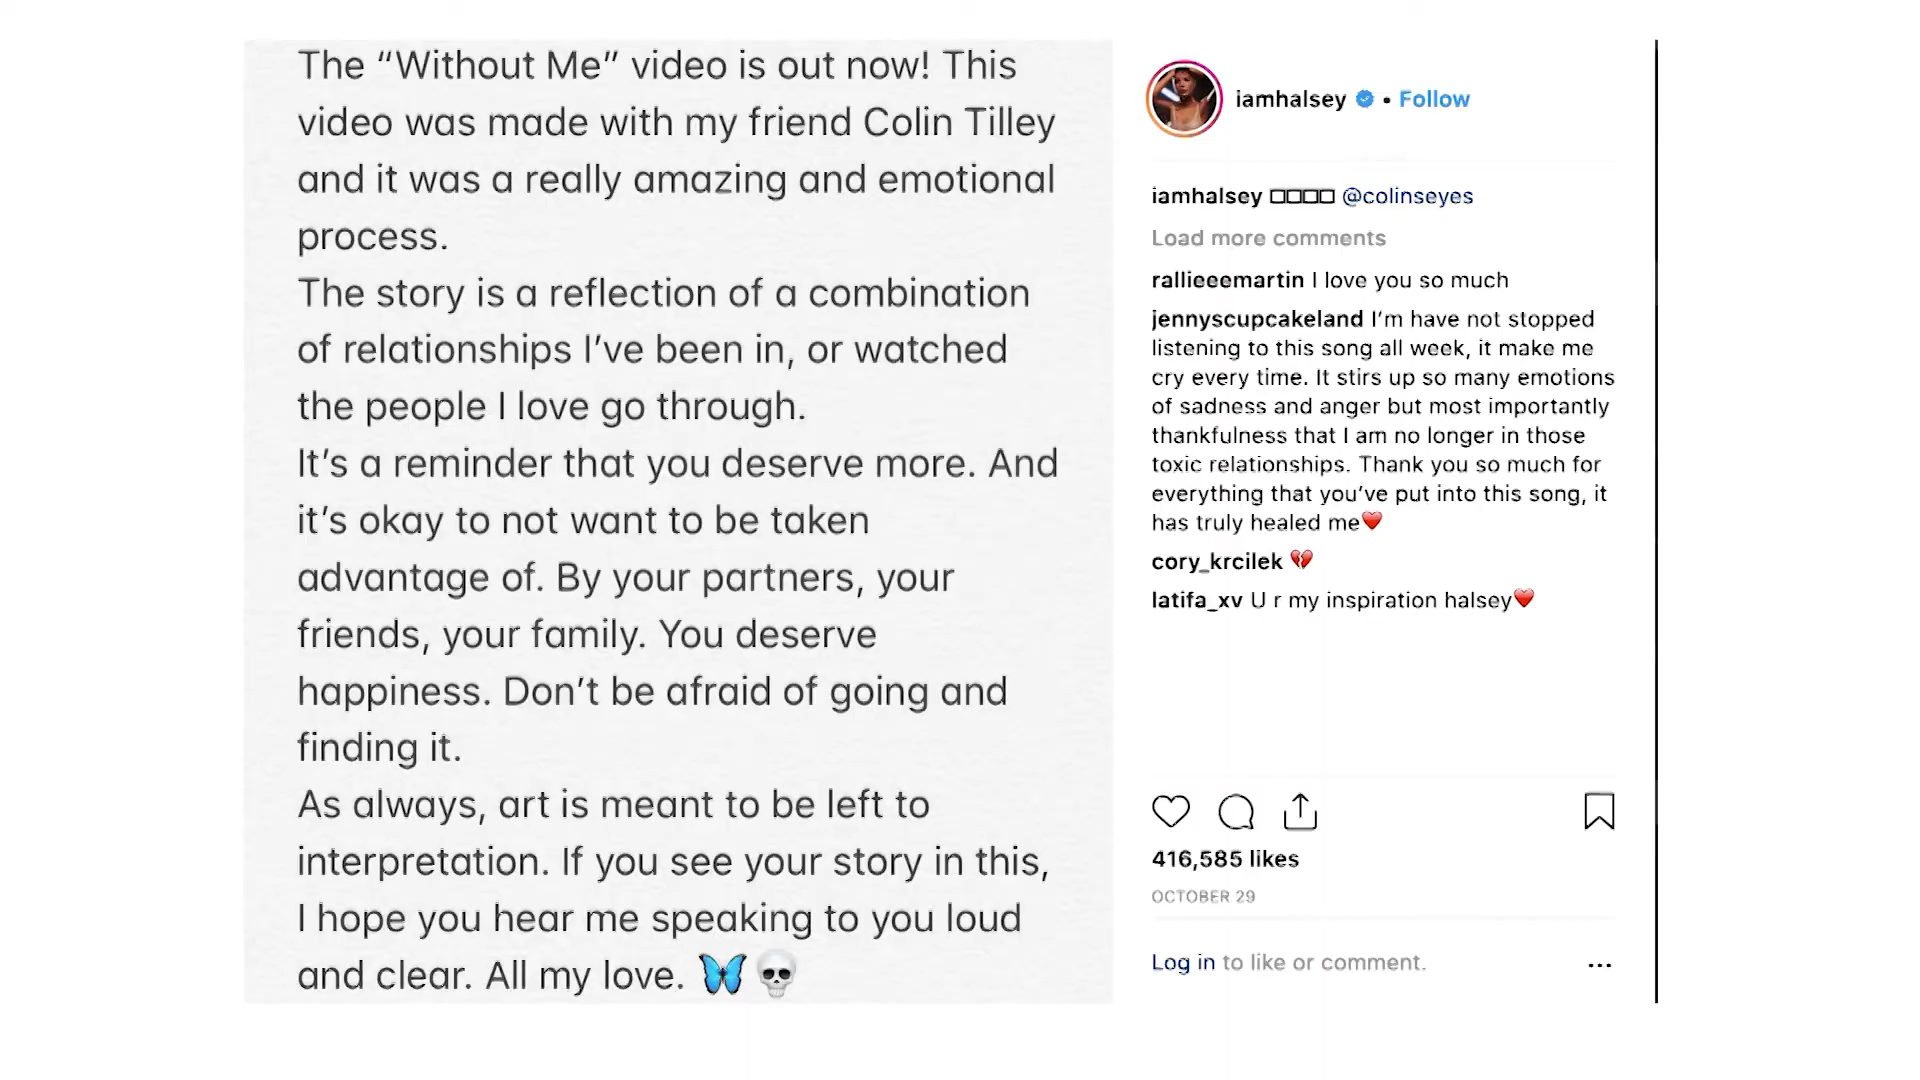 The “Without Me” video is out now! This
video was made with my friend Colin Tilley
and it was a really amazing and emotional
process.
The story is a reflection of a combination
of relationships I’ve been in, or watched
the people I love go through.
It’s a reminder that you deserve more. And
it’s okay to not want to be taken
advantage of. By your partners, your
friends, your family. You deserve
happiness. Don’t be afraid of going and
finding it.
As always, art is meant to be left to
interpretation. If you see your story in this,
I hope you hear me speaking to you loud
and clear. All my love. 🦋💀
iamhalsey • Follow
iamhalsey □□□□ @colinseyes
Load more comments
rallieeemartin I love you so much
jennyscupcakeland I’m have not stopped
listening to this song all week, it make me
cry every time. It stirs up so many emotions
of sadness and anger but most importantly
thankfulness that I am no longer in those
toxic relationships. Thank you so much for
everything that you’ve put into this song, it
has truly healed me❤️
cory_krcilek 💔
latifa_xv U r my inspiration halsey❤️
416,585 likes
OCTOBER 29
Log in to like or comment.